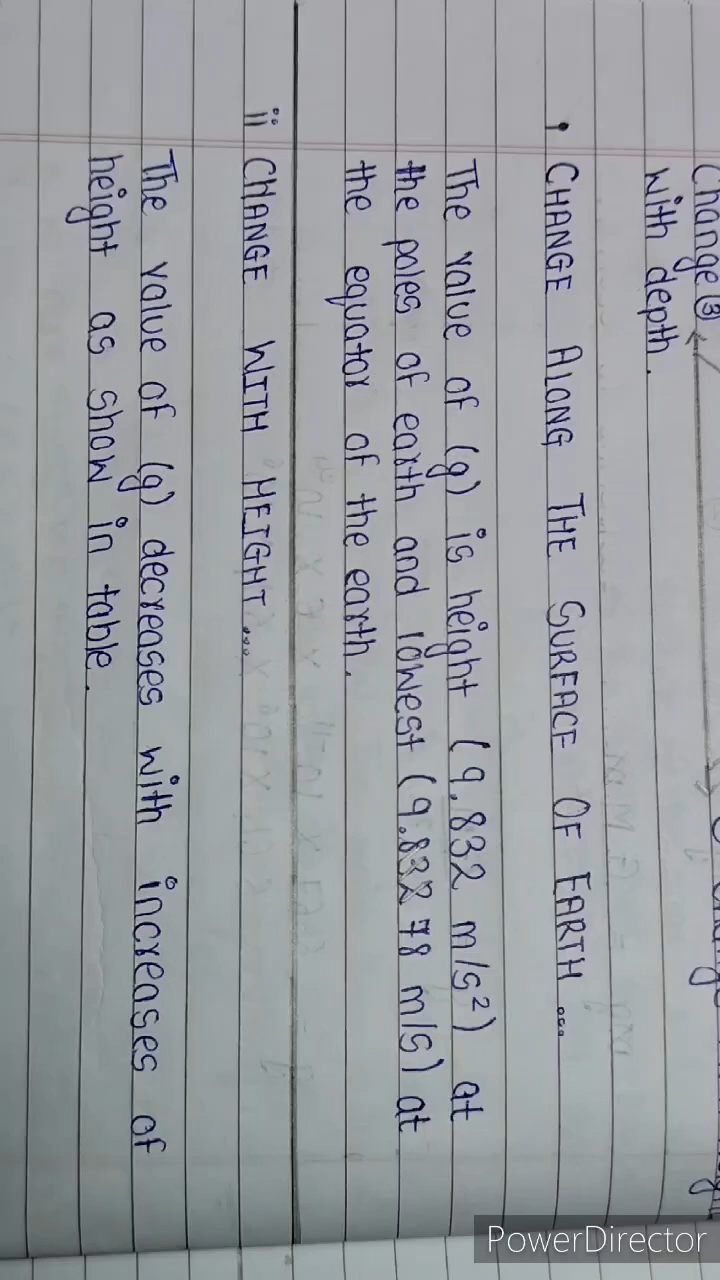 Change ③
with depth.
i CHANGE ALONG THE SURFACE OF EARTH ...
The value of (g) is height (9.832 m/s²) at
the poles of earth and lowest (9.83278 m/s) at
the equator of the earth.
ii CHANGE WITH HEIGHT ...
The value of (g) decreases with increases of
height as show in table.
PowerDirector